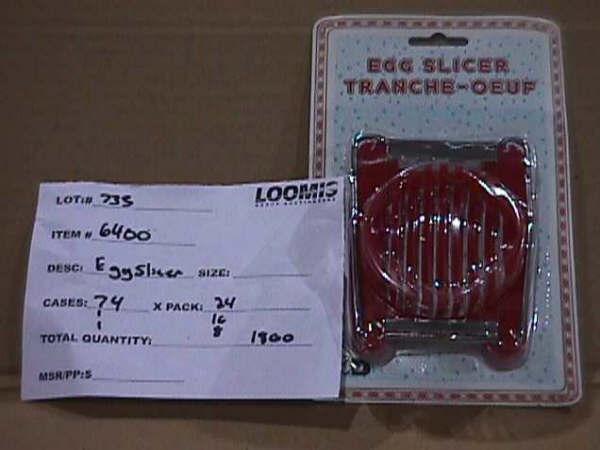 EGG SLICER
TRANCHE-OEUF
LOOMIS
LOT:# 735
ITEM # 6400
DESC: Egg Slicer SIZE:
CASES: 74 X PACK: 24
1 16
1 8
TOTAL QUANTITY: 1800
MSR/PP:$